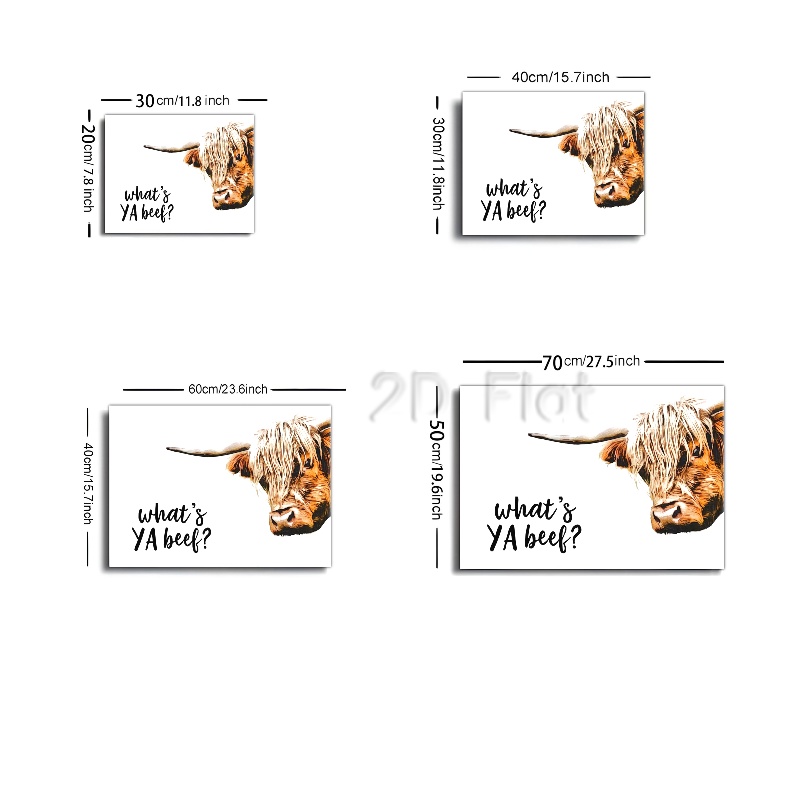 30cm/11.8 inch
20cm/ 7.8 inch
what's
YA beef?
40cm/15.7inch
30cm/11.8inch
what's
YA beef?
60cm/23.6inch
40cm/15.7inch
what's
YA beef?
2D Flat
70cm/27.5inch
50cm/19.6inch
what's
YA beef?